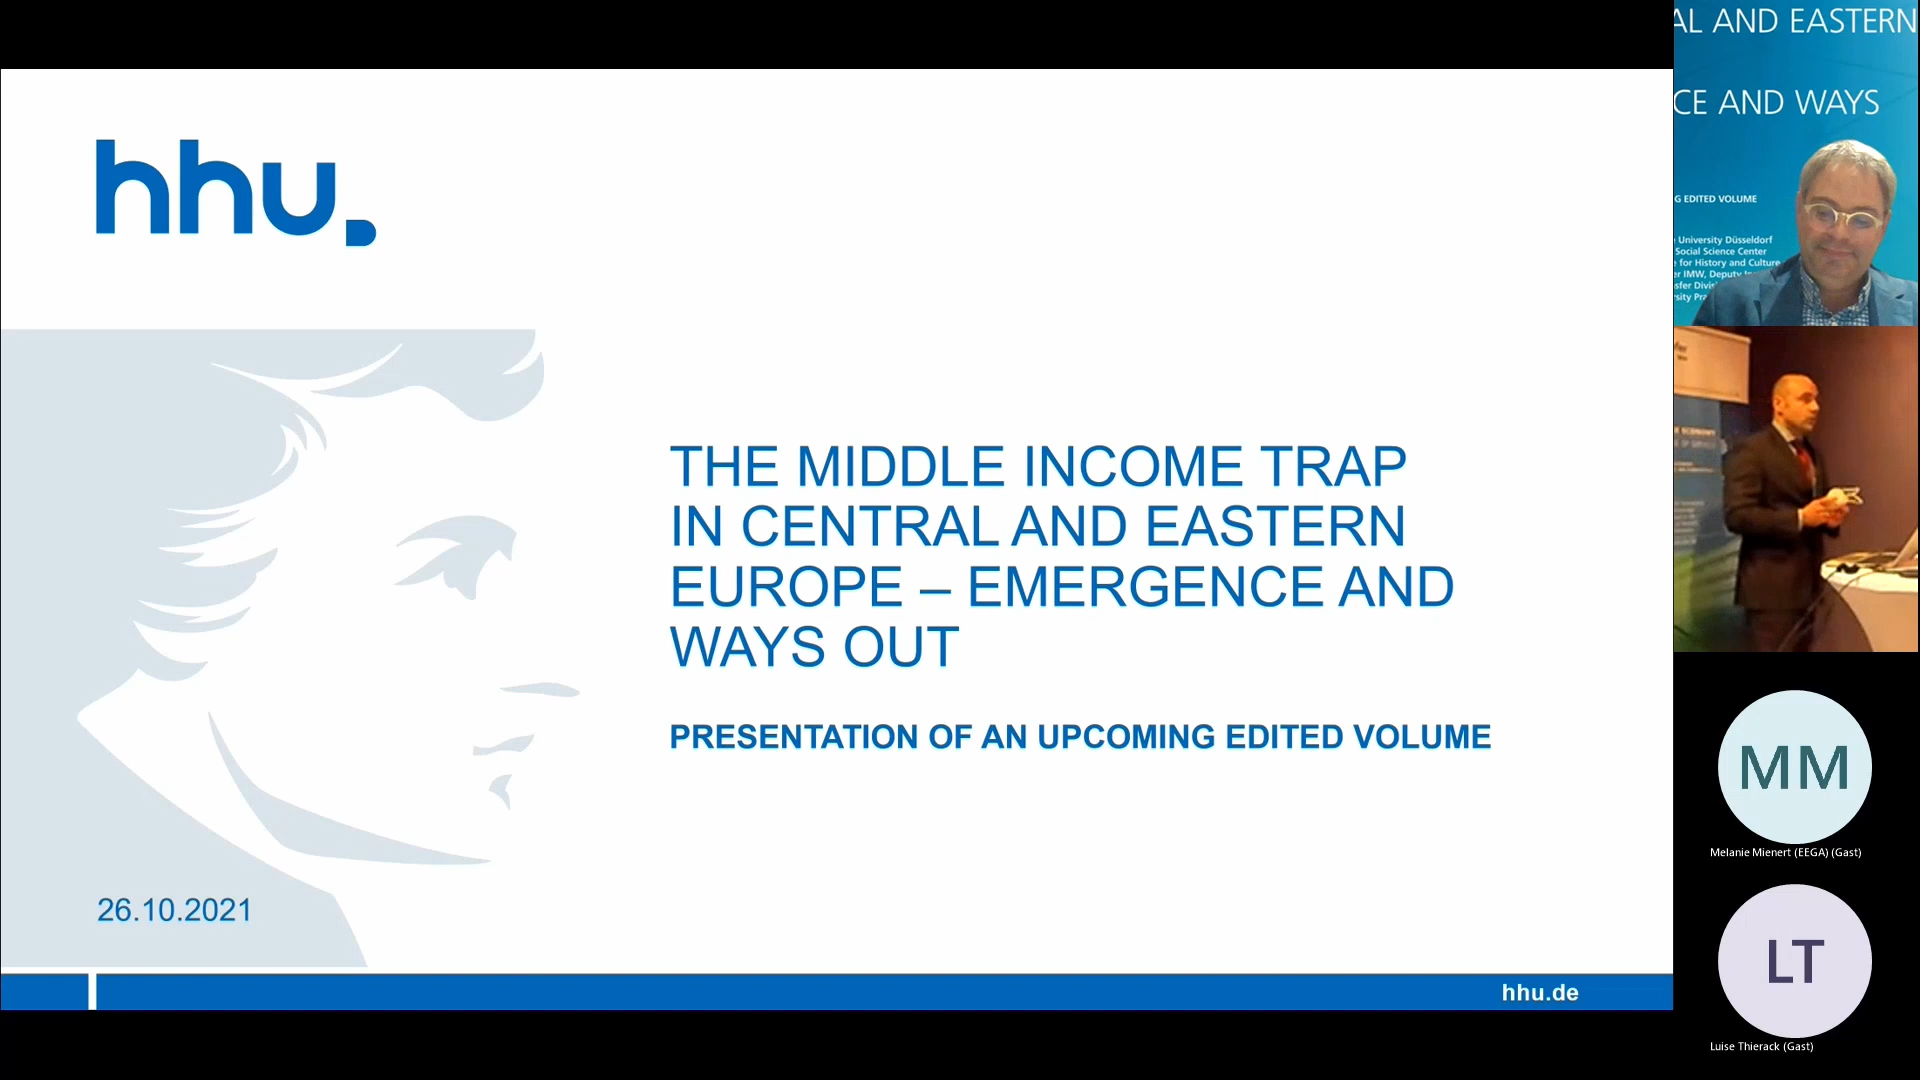 hhu.
THE MIDDLE INCOME TRAP
IN CENTRAL AND EASTERN
EUROPE – EMERGENCE AND
WAYS OUT
PRESENTATION OF AN UPCOMING EDITED VOLUME
26.10.2021
hhu.de
AL AND EASTERN
CE AND WAYS
G EDITED VOLUME
University Düsseldorf
Social Science Center
for History and Culture
IMW, Deputy
MM
Melanie Mienert (EEGA) (Gast)
LT
Luise Thierack (Gast)